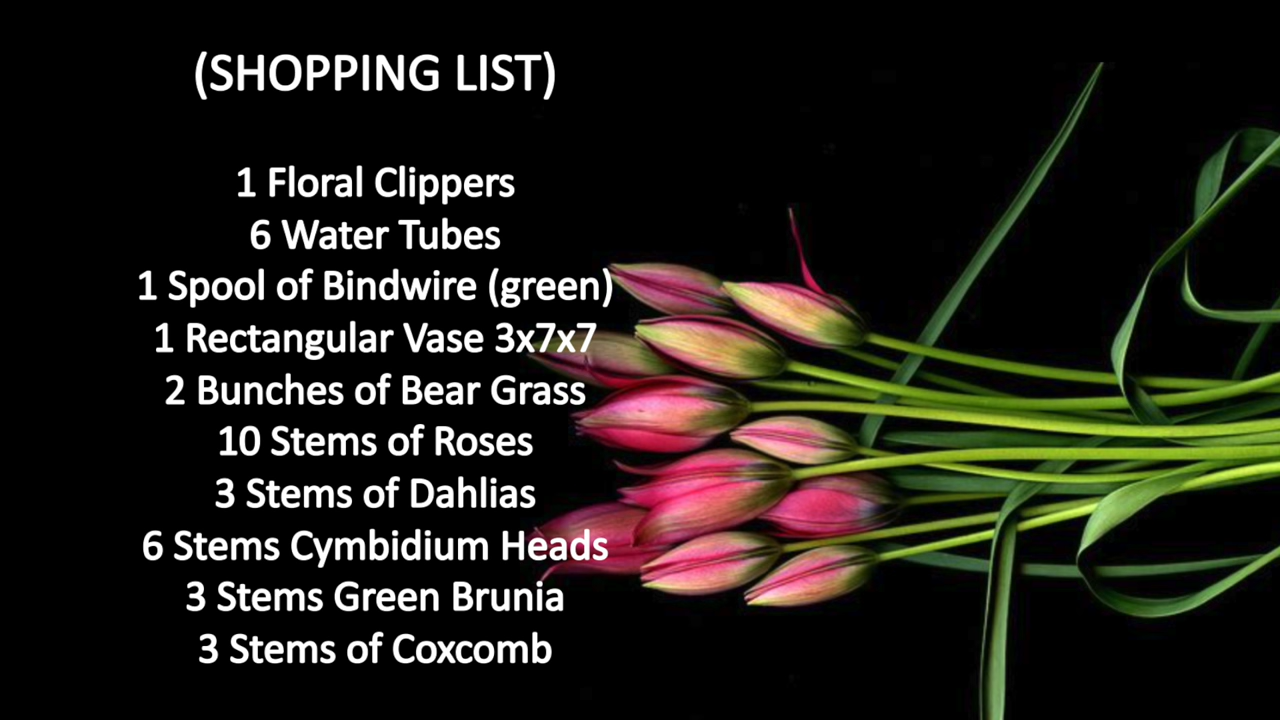 (SHOPPING LIST)
1 Floral Clippers
6 Water Tubes
1 Spool of Bindwire (green)
1 Rectangular Vase 3x7x7
2 Bunches of Bear Grass
10 Stems of Roses
3 Stems of Dahlias
6 Stems Cymbidium Heads
3 Stems Green Brunia
3 Stems of Coxcomb